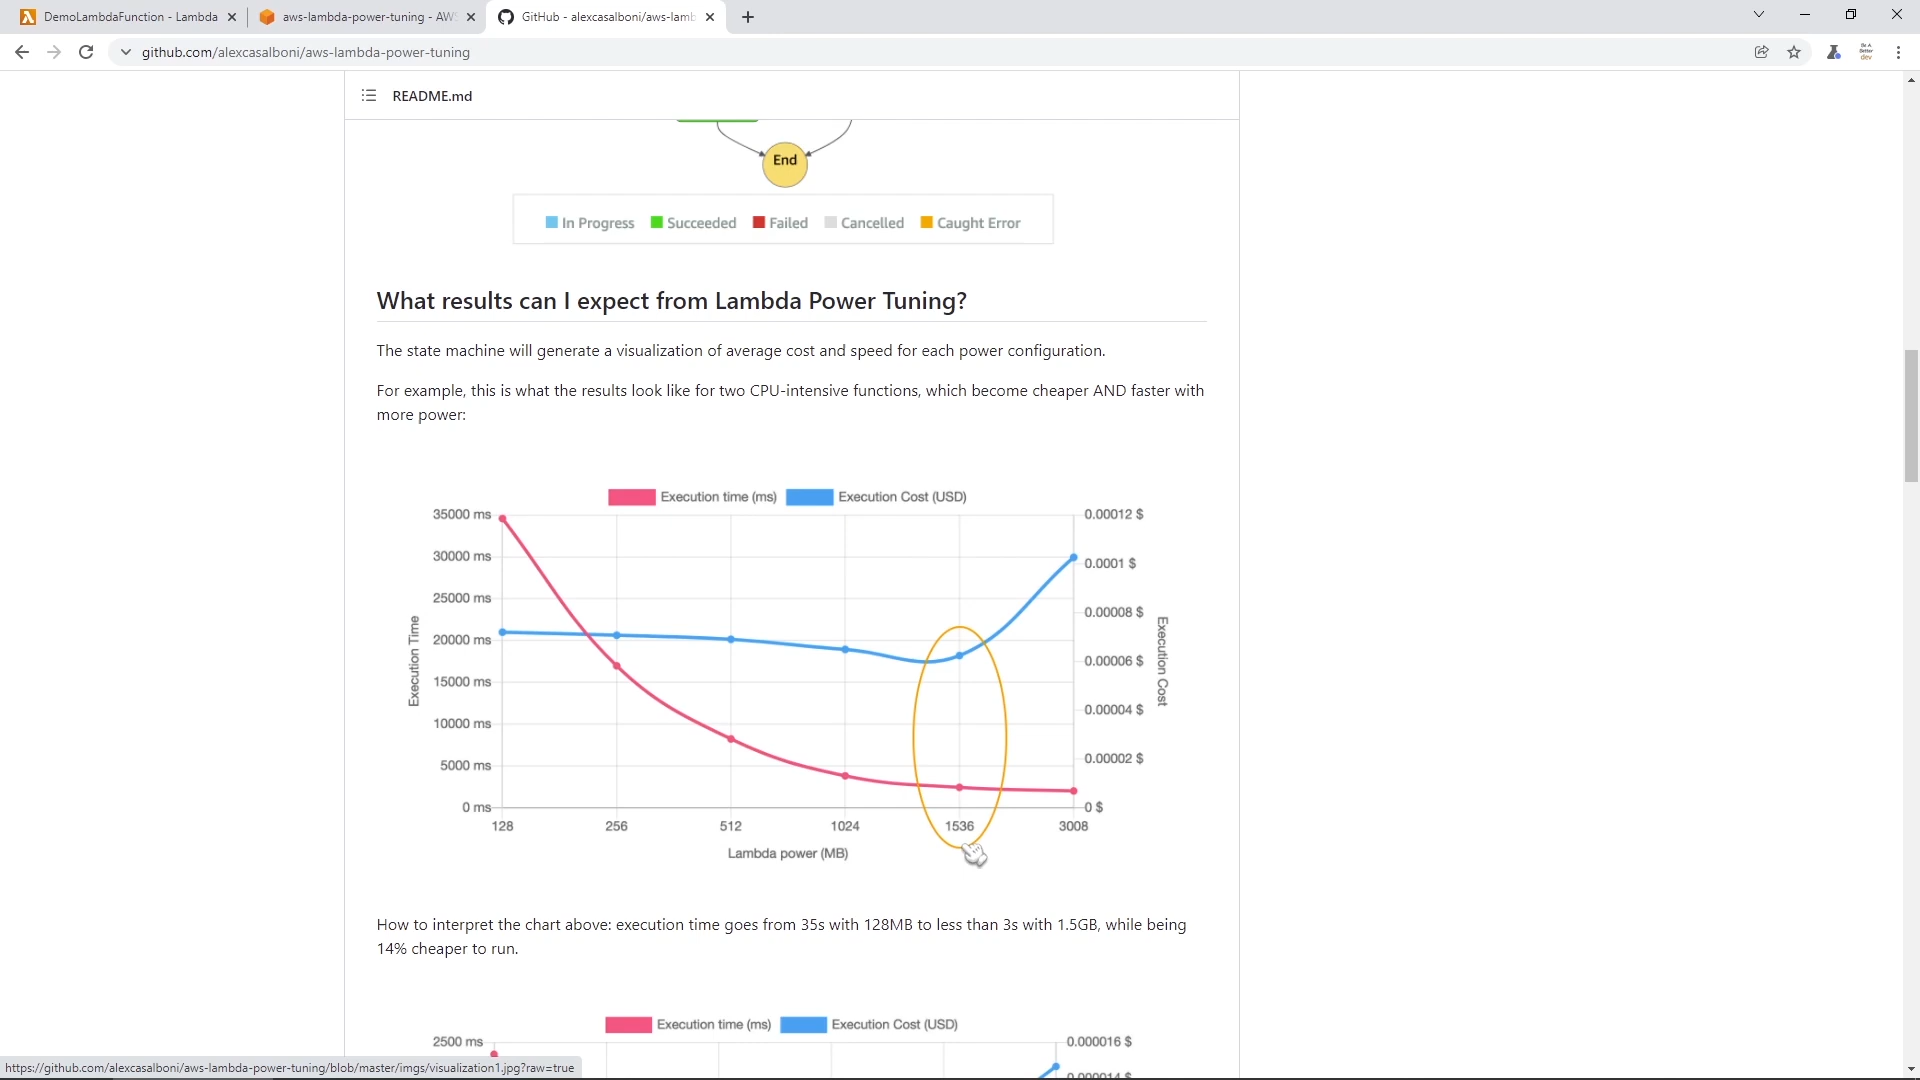 DemoLambdaFunction - Lambda
aws-lambda-power-tuning - AWS
GitHub - alexcasalboni/aws-lamb
github.com/alexcasalboni/aws-lambda-power-tuning
Be A
Better
dev
README.md
End
In Progress Succeeded Failed Cancelled Caught Error
What results can I expect from Lambda Power Tuning?
The state machine will generate a visualization of average cost and speed for each power configuration.
For example, this is what the results look like for two CPU-intensive functions, which become cheaper AND faster with
more power:
Execution time (ms) Execution Cost (USD)
35000 ms
30000 ms
25000 ms
20000 ms
15000 ms
10000 ms
5000 ms
0 ms
Execution Time
0.00012 $
0.0001 $
0.00008 $
0.00006 $
0.00004 $
0.00002 $
0 $
Execution Cost
128 256 512 1024 1536 3008
Lambda power (MB)
How to interpret the chart above: execution time goes from 35s with 128MB to less than 3s with 1.5GB, while being
14% cheaper to run.
Execution time (ms) Execution Cost (USD)
2500 ms
0.000016 $
0.000014 $
https://github.com/alexcasalboni/aws-lambda-power-tuning/blob/master/imgs/visualization1.jpg?raw=true